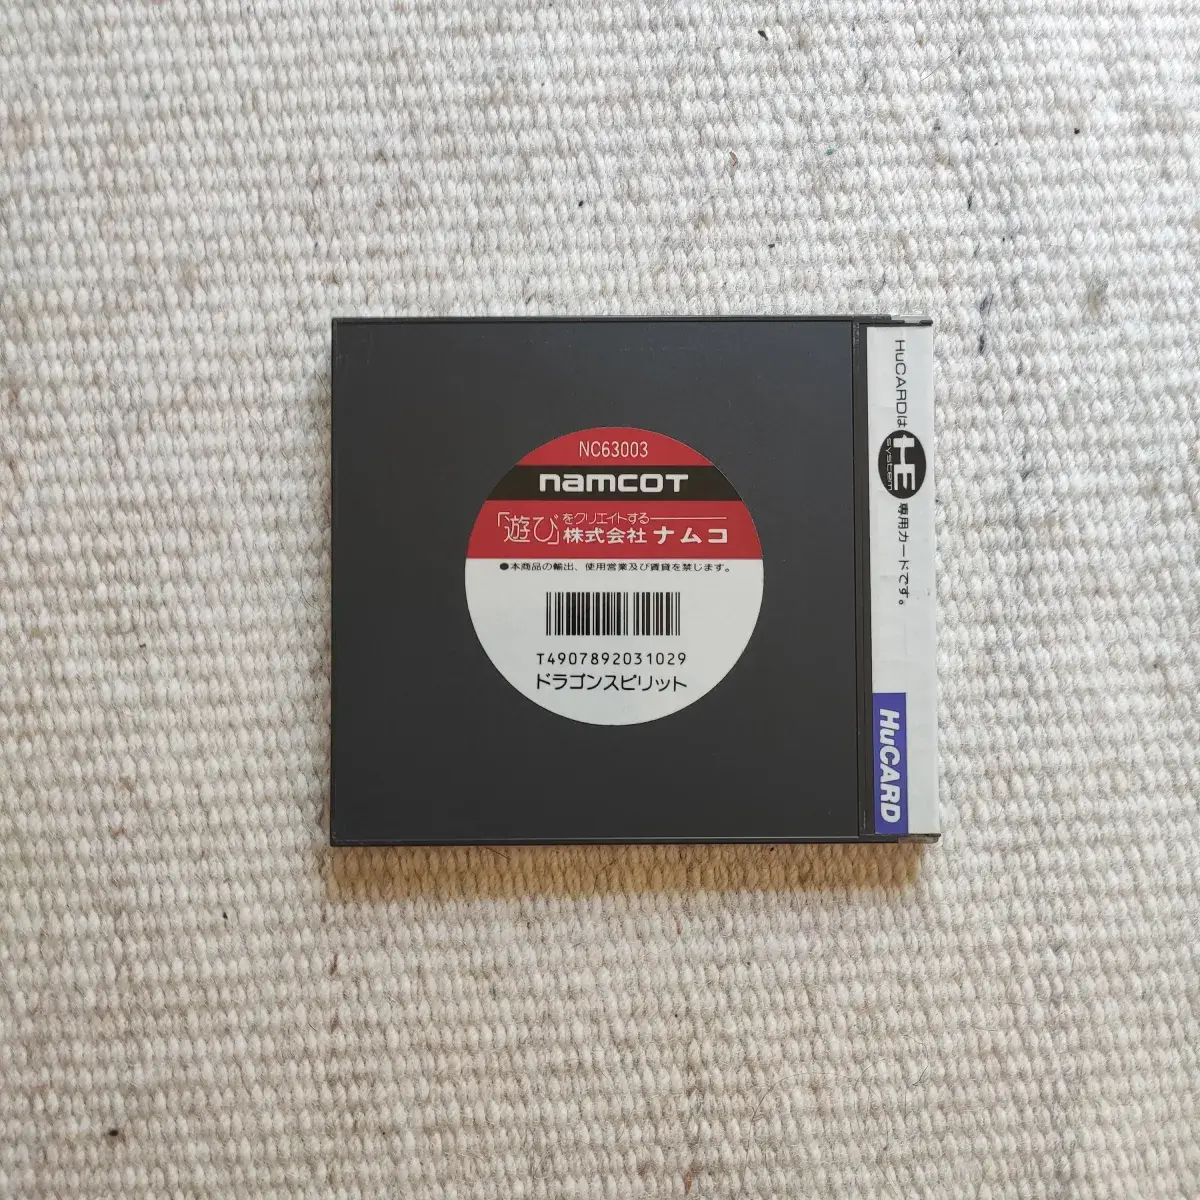 NC63003
namcot
「遊び」をクリエイトする
株式会社ナムコ
●本商品の輸出、使用営業及び賃貸を禁じます。
T4907892031029
ドラゴンスピリット
HuCARDは
HE
system
専用カードです。
HuCARD